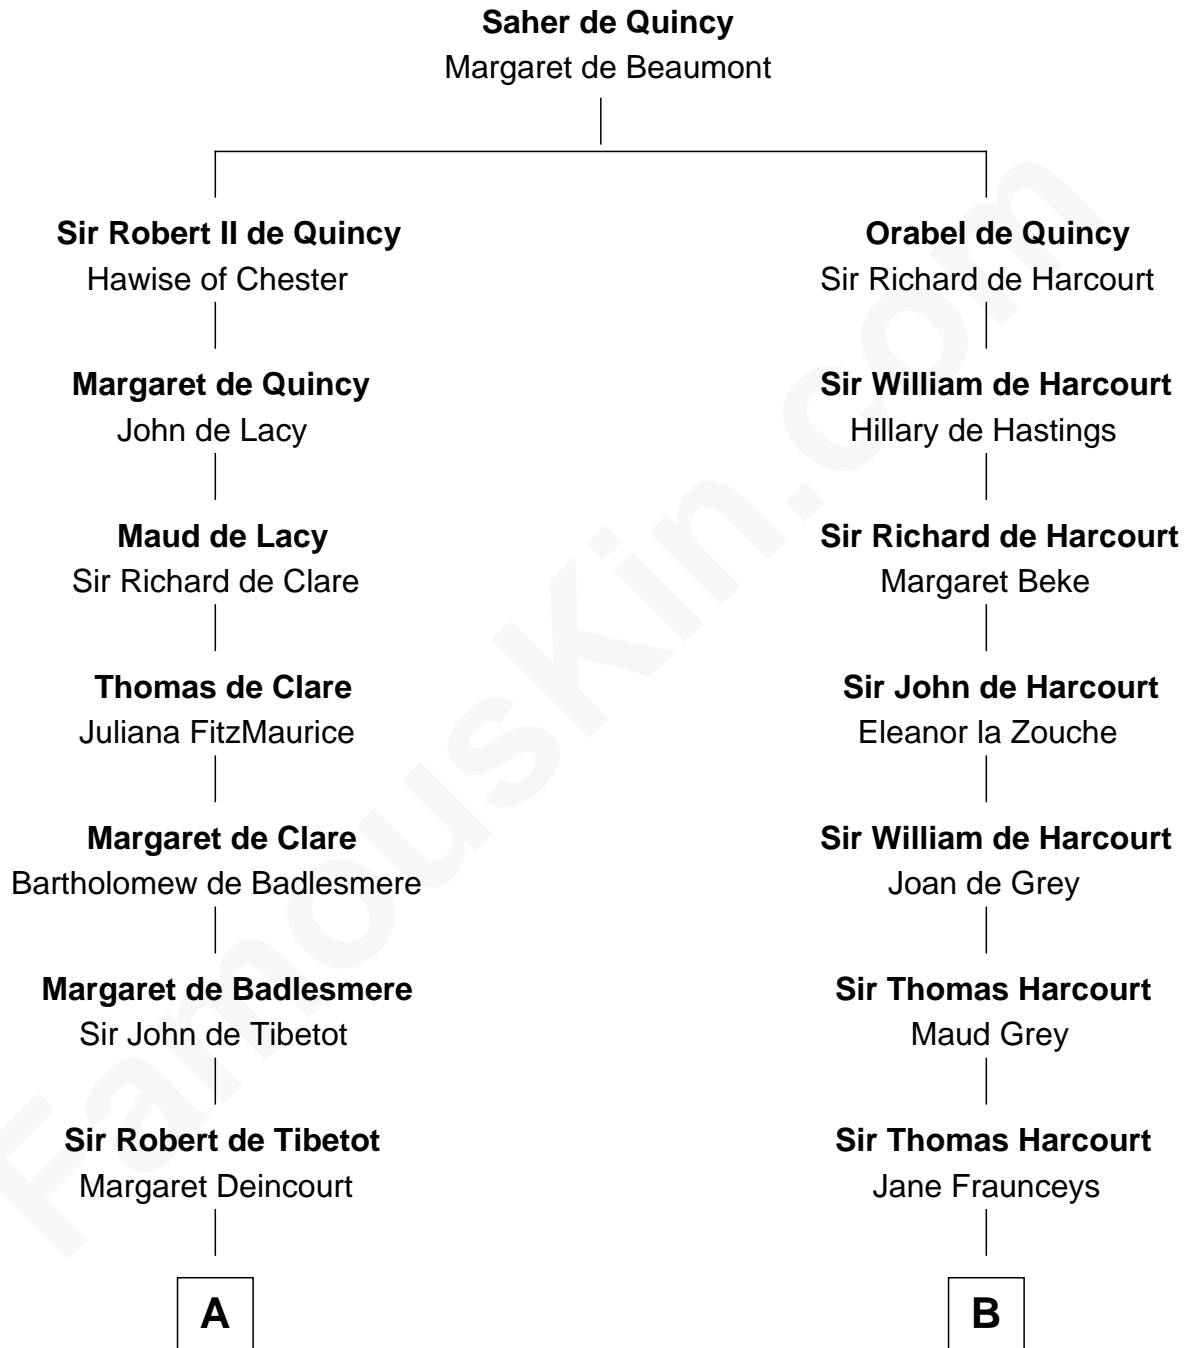 Saher de Quincy
Margaret de Beaumont
Sir Robert II de Quincy
Hawise of Chester
Orabel de Quincy
Sir Richard de Harcourt
Margaret de Quincy
John de Lacy
Sir William de Harcourt
Hillary de Hastings
Maud de Lacy
Sir Richard de Clare
Sir Richard de Harcourt
Margaret Beke
Thomas de Clare
Juliana FitzMaurice
Sir John de Harcourt
Eleanor la Zouche
Margaret de Clare
Bartholomew de Badlesmere
Sir William de Harcourt
Joan de Grey
Margaret de Badlesmere
Sir John de Tibetot
Sir Thomas Harcourt
Maud Grey
Sir Robert de Tibetot
Margaret Deincourt
Sir Thomas Harcourt
Jane Fraunceys
A
B
FamousKin.com